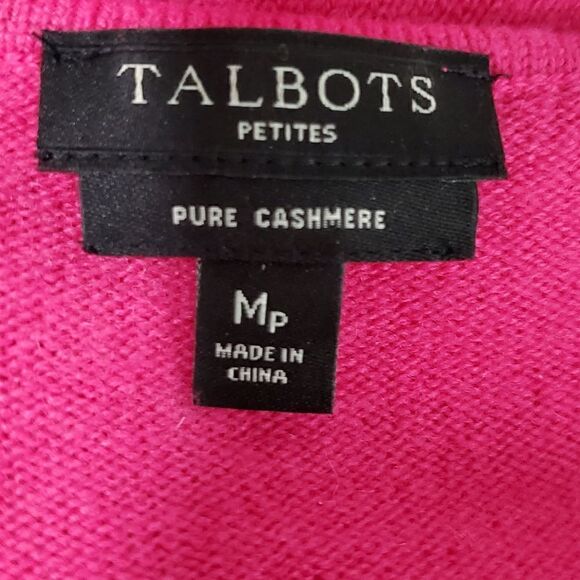 TALBOTS
PETITES
PURE CASHMERE
MP
MADE IN
CHINA